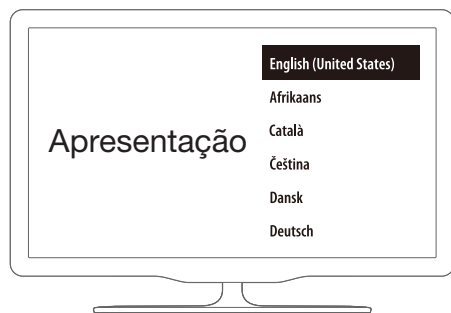 Apresentação
English (United States)
Afrikaans
Català
Čeština
Dansk
Deutsch